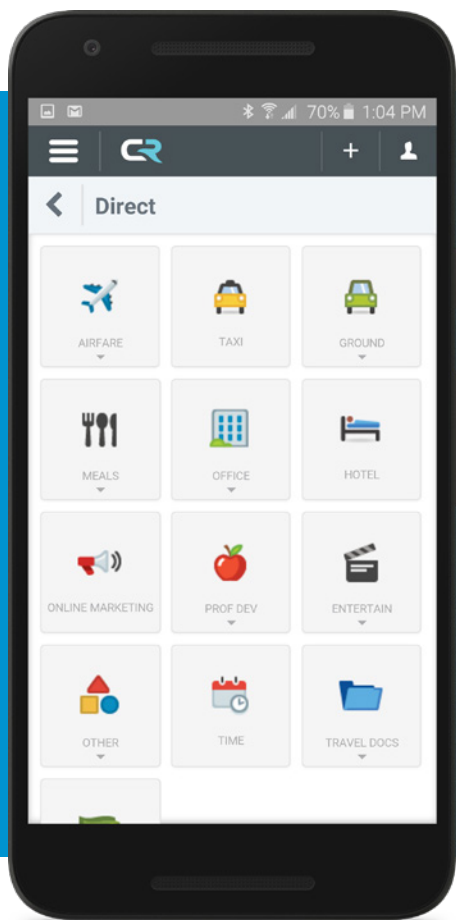 70% 1:04 PM
CR
Direct
AIRFARE
TAXI
GROUND
MEALS
OFFICE
HOTEL
ONLINE MARKETING
PROF DEV
ENTERTAIN
OTHER
TIME
TRAVEL DOCS